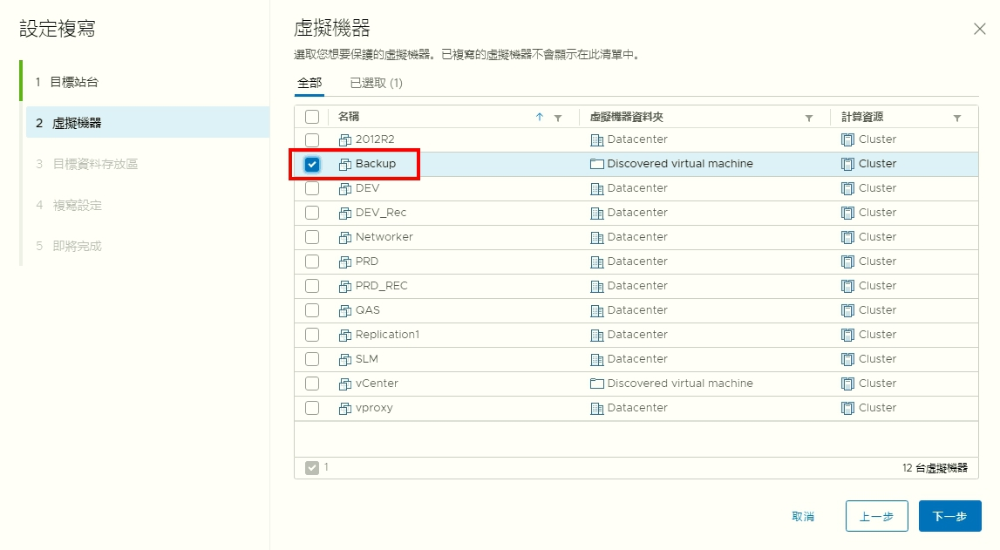 設定複寫
1 目標站台
2 虛擬機器
3 目標資料存放區
4 複寫設定
5 即將完成
虛擬機器
選取您想要保護的虛擬機器。已複寫的虛擬機器不會顯示在此清單中。
全部 已選取 (1)
名稱 虛擬機器資料夾 計算資源
2012R2 Datacenter Cluster
Backup Discovered virtual machine Cluster
DEV Datacenter Cluster
DEV_Rec Datacenter Cluster
Networker Datacenter Cluster
PRD Datacenter Cluster
PRD_REC Datacenter Cluster
QAS Datacenter Cluster
Replication1 Datacenter Cluster
SLM Datacenter Cluster
vCenter Discovered virtual machine Cluster
vproxy Datacenter Cluster
1 12 台虛擬機器
取消 上一步 下一步